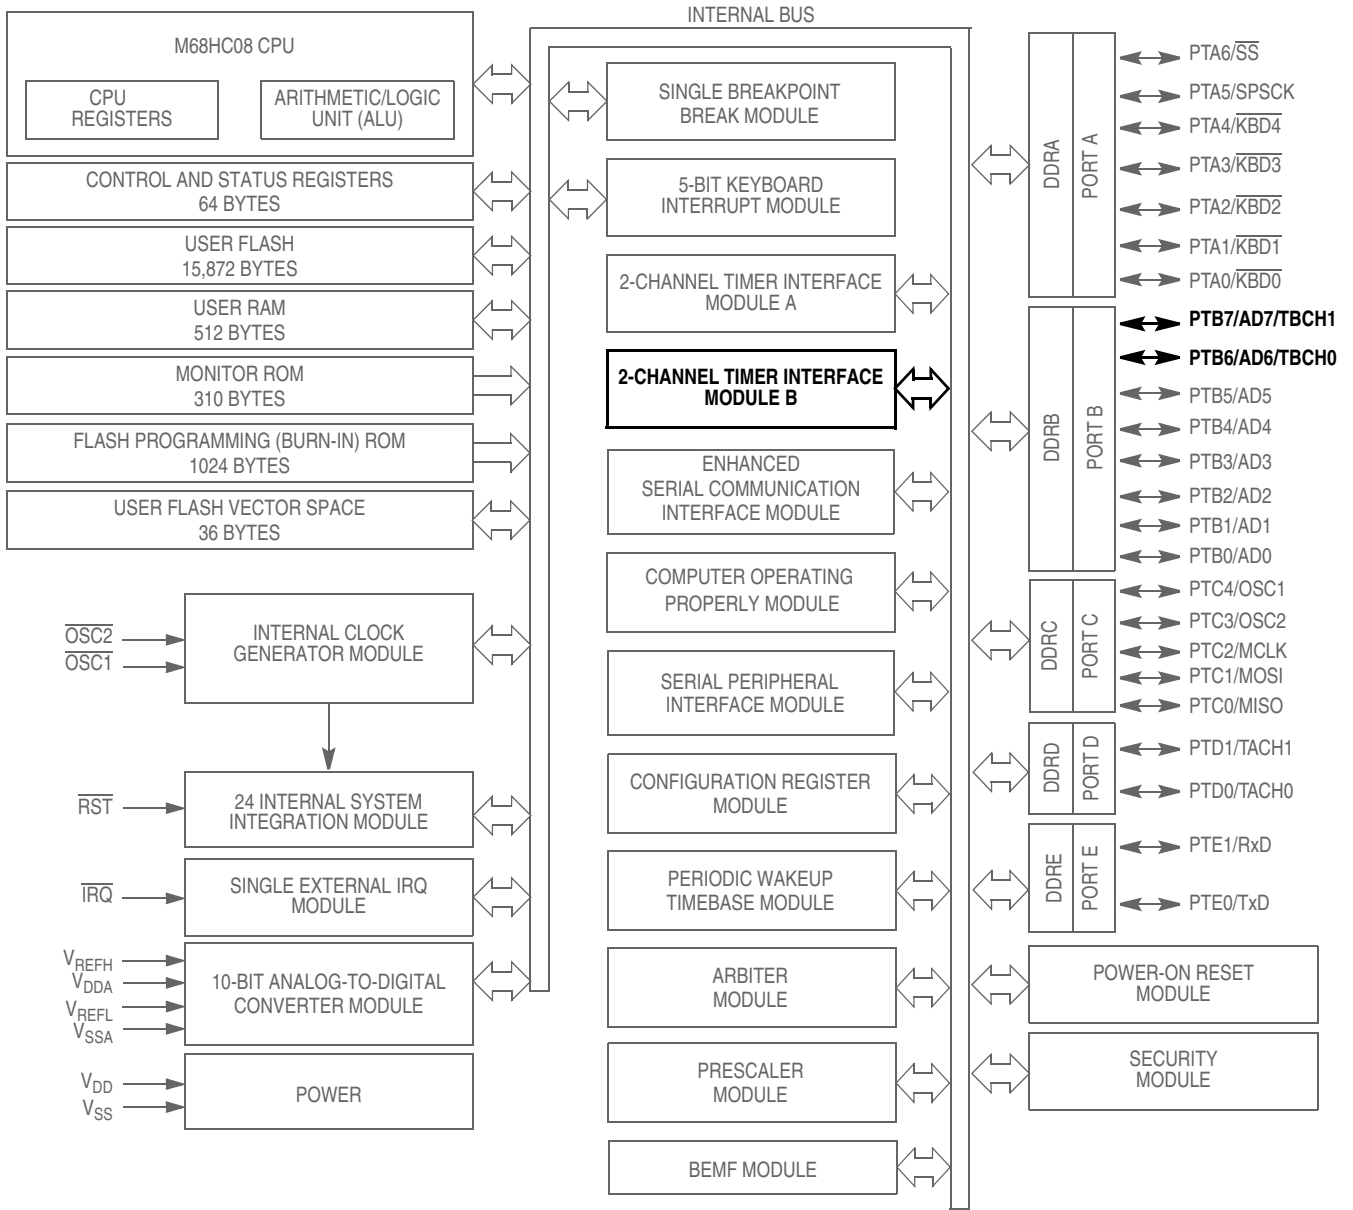 INTERNAL BUS
M68HC08 CPU
CPU
REGISTERS
ARITHMETIC/LOGIC
UNIT (ALU)
CONTROL AND STATUS REGISTERS
64 BYTES
USER FLASH
15,872 BYTES
USER RAM
512 BYTES
MONITOR ROM
310 BYTES
FLASH PROGRAMMING (BURN-IN) ROM
1024 BYTES
USER FLASH VECTOR SPACE
36 BYTES
OSC2
OSC1
INTERNAL CLOCK
GENERATOR MODULE
RST
24 INTERNAL SYSTEM
INTEGRATION MODULE
IRQ
SINGLE EXTERNAL IRQ
MODULE
VREFH
VDDA
VREFL
VSSA
10-BIT ANALOG-TO-DIGITAL
CONVERTER MODULE
VDD
VSS
POWER
SINGLE BREAKPOINT
BREAK MODULE
5-BIT KEYBOARD
INTERRUPT MODULE
2-CHANNEL TIMER INTERFACE
MODULE A
2-CHANNEL TIMER INTERFACE
MODULE B
ENHANCED
SERIAL COMMUNICATION
INTERFACE MODULE
COMPUTER OPERATING
PROPERLY MODULE
SERIAL PERIPHERAL
INTERFACE MODULE
CONFIGURATION REGISTER
MODULE
PERIODIC WAKEUP
TIMEBASE MODULE
ARBITER
MODULE
PRESCALER
MODULE
BEMF MODULE
DDRA
PORT A
PTA6/SS
PTA5/SPSCK
PTA4/KBD4
PTA3/KBD3
PTA2/KBD2
PTA1/KBD1
PTA0/KBD0
DDRB
PORT B
PTB7/AD7/TBCH1
PTB6/AD6/TBCH0
PTB5/AD5
PTB4/AD4
PTB3/AD3
PTB2/AD2
PTB1/AD1
PTB0/AD0
DDRC
PORT C
PTC4/OSC1
PTC3/OSC2
PTC2/MCLK
PTC1/MOSI
PTC0/MISO
DDRD
PORT D
PTD1/TACH1
PTD0/TACH0
DDRE
PORT E
PTE1/RxD
PTE0/TxD
POWER-ON RESET
MODULE
SECURITY
MODULE